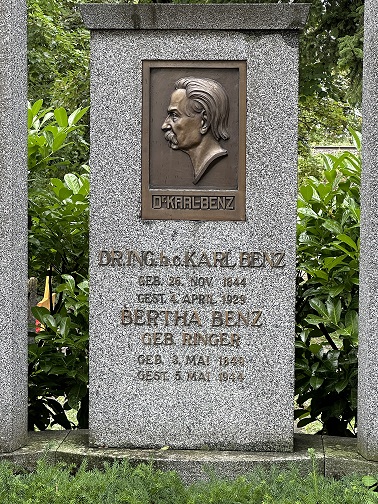 DR KARL BENZ
DR.ING.h.c.KARL BENZ
GEB. 26. NOV 1844
GEST. 4. APRIL 1929
BERTHA BENZ
GEB. RINGER
GEB. 3. MAI 1849
GEST. 5. MAI 1944